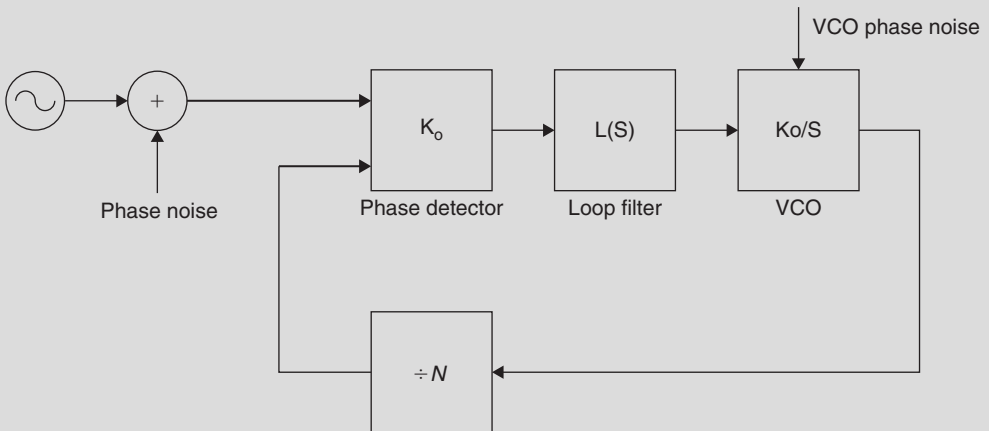 VCO phase noise
+
Kₒ
L(S)
Ko/S
Phase noise
Phase detector
Loop filter
VCO
÷N